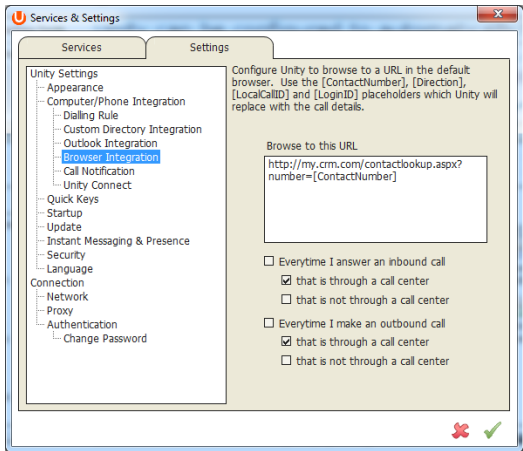 Services & Settings
Services
Settings
Unity Settings
Appearance
Computer/Phone Integration
Dialing Rule
Custom Directory Integration
Outlook Integration
Browser Integration
Call Notification
Unity Connect
Quick Keys
Startup
Update
Instant Messaging & Presence
Security
Language
Connection
Network
Proxy
Authentication
Change Password
Configure Unity to browse to a URL in the default
browser. Use the [ContactNumber], [Direction],
[LocalCallID] and [LoginID] placeholders which Unity will
replace with the call details.
Browse to this URL
http://my.crm.com/contactlookup.aspx?
number=[ContactNumber]
Everytime I answer an inbound call
that is through a call center
that is not through a call center
Everytime I make an outbound call
that is through a call center
that is not through a call center